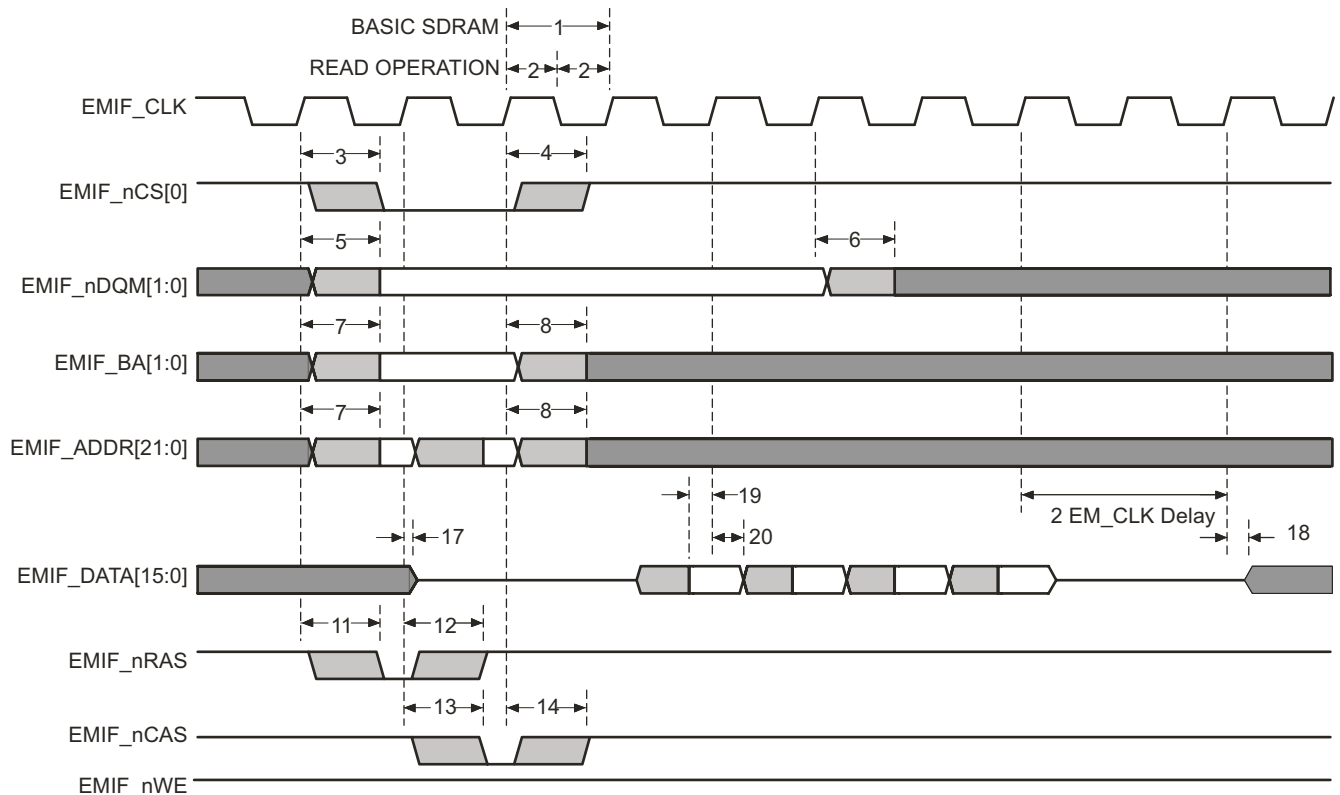 BASIC SDRAM
1
READ OPERATION
2
2
EMIF_CLK
3
4
EMIF_nCS[0]
5
6
EMIF_nDQM[1:0]
7
8
EMIF_BA[1:0]
7
8
EMIF_ADDR[21:0]
19
2 EM_CLK Delay
17
20
18
EMIF_DATA[15:0]
11
12
EMIF_nRAS
13
14
EMIF_nCAS
EMIF_nWE